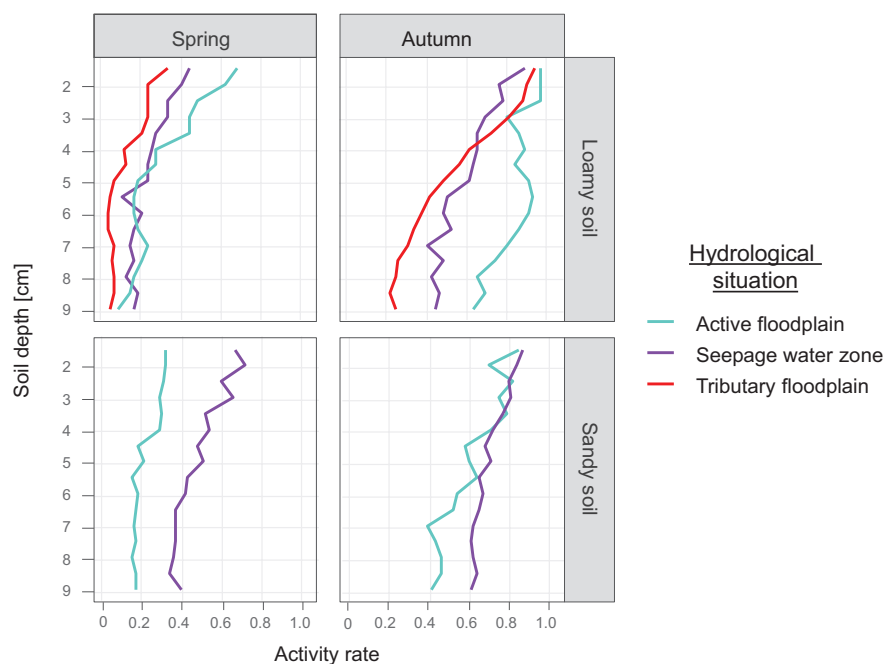 Spring
Autumn
2
3
4
5
6
7
8
9
Loamy soil
2
3
4
5
6
7
8
9
Sandy soil
Soil depth [cm]
0 0.2 0.4 0.6 0.8 1.0
0 0.2 0.4 0.6 0.8 1.0
Activity rate
Hydrological
situation
Active floodplain
Seepage water zone
Tributary floodplain